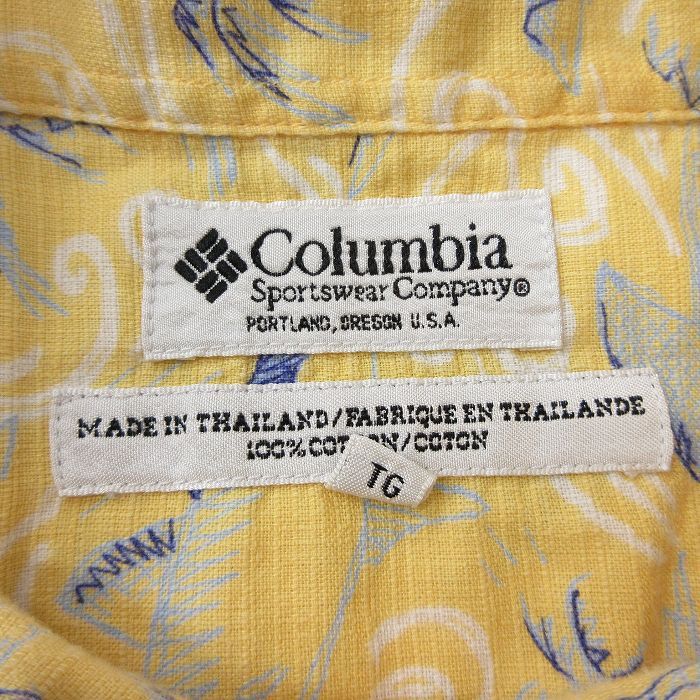 Columbia
Sportswear Company®
PORTLAND, OREGON U.S.A.
MADE IN THAILAND/FABRIQUE EN THAILANDE
100% COTTON/COTON
TG